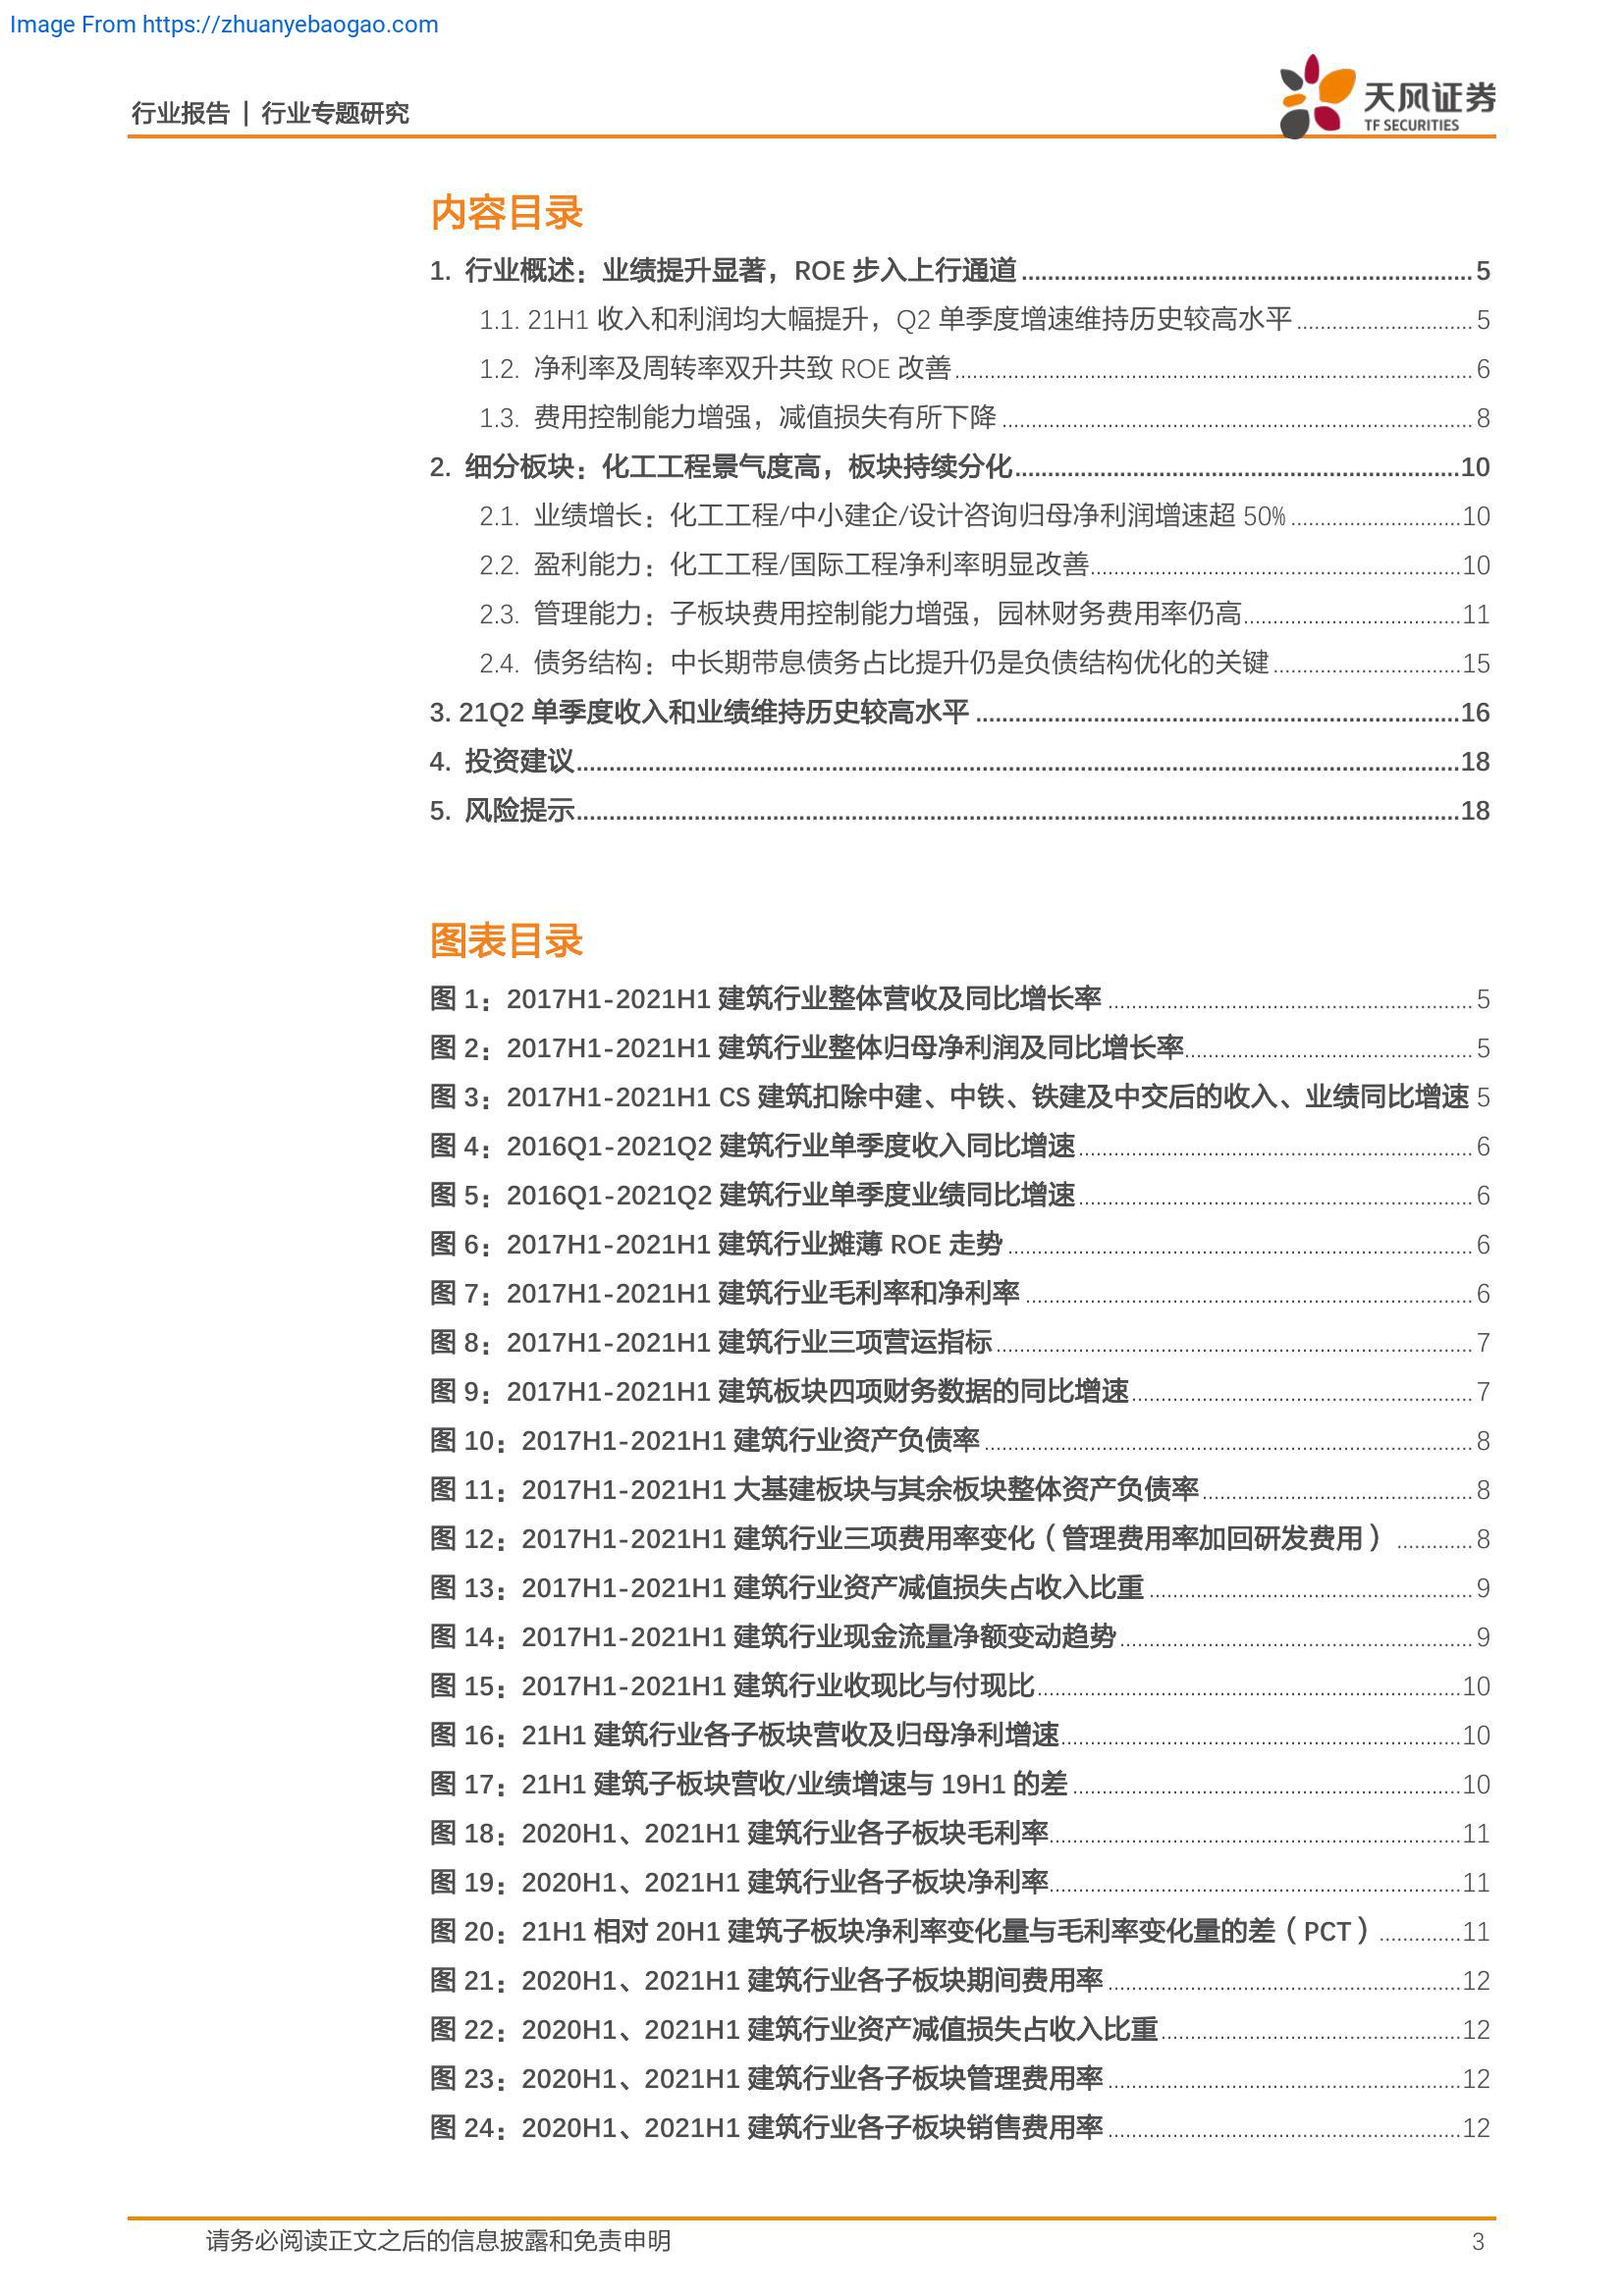 Image From https://zhuanyebaogao.com
行业报告 | 行业专题研究
天风证券
TF SECURITIES
内容目录
1. 行业概述：业绩提升显著，ROE 步入上行通道 5
1.1. 21H1 收入和利润均大幅提升，Q2 单季度增速维持历史较高水平 5
1.2. 净利率及周转率双升共致 ROE 改善 6
1.3. 费用控制能力增强，减值损失有所下降 8
2. 细分板块：化工工程景气度高，板块持续分化 10
2.1. 业绩增长：化工工程/中小建企/设计咨询归母净利润增速超 50% 10
2.2. 盈利能力：化工工程/国际工程净利率明显改善 10
2.3. 管理能力：子板块费用控制能力增强，园林财务费用率仍高 11
2.4. 债务结构：中长期带息债务占比提升仍是负债结构优化的关键 15
3. 21Q2 单季度收入和业绩维持历史较高水平 16
4. 投资建议 18
5. 风险提示 18
图表目录
图 1：2017H1-2021H1 建筑行业整体营收及同比增长率 5
图 2：2017H1-2021H1 建筑行业整体归母净利润及同比增长率 5
图 3：2017H1-2021H1 CS 建筑扣除中建、中铁、铁建及中交后的收入、业绩同比增速 5
图 4：2016Q1-2021Q2 建筑行业单季度收入同比增速 6
图 5：2016Q1-2021Q2 建筑行业单季度业绩同比增速 6
图 6：2017H1-2021H1 建筑行业摊薄 ROE 走势 6
图 7：2017H1-2021H1 建筑行业毛利率和净利率 6
图 8：2017H1-2021H1 建筑行业三项营运指标 7
图 9：2017H1-2021H1 建筑板块四项财务数据的同比增速 7
图 10：2017H1-2021H1 建筑行业资产负债率 8
图 11：2017H1-2021H1 大基建板块与其余板块整体资产负债率 8
图 12：2017H1-2021H1 建筑行业三项费用率变化（管理费用率加回研发费用） 8
图 13：2017H1-2021H1 建筑行业资产减值损失占收入比重 9
图 14：2017H1-2021H1 建筑行业现金流量净额变动趋势 9
图 15：2017H1-2021H1 建筑行业收现比与付现比 10
图 16：21H1 建筑行业各子板块营收及归母净利增速 10
图 17：21H1 建筑子板块营收/业绩增速与 19H1 的差 10
图 18：2020H1、2021H1 建筑行业各子板块毛利率 11
图 19：2020H1、2021H1 建筑行业各子板块净利率 11
图 20：21H1 相对 20H1 建筑子板块净利率变化量与毛利率变化量的差（PCT） 11
图 21：2020H1、2021H1 建筑行业各子板块期间费用率 12
图 22：2020H1、2021H1 建筑行业资产减值损失占收入比重 12
图 23：2020H1、2021H1 建筑行业各子板块管理费用率 12
图 24：2020H1、2021H1 建筑行业各子板块销售费用率 12
请务必阅读正文之后的信息披露和免责申明 3